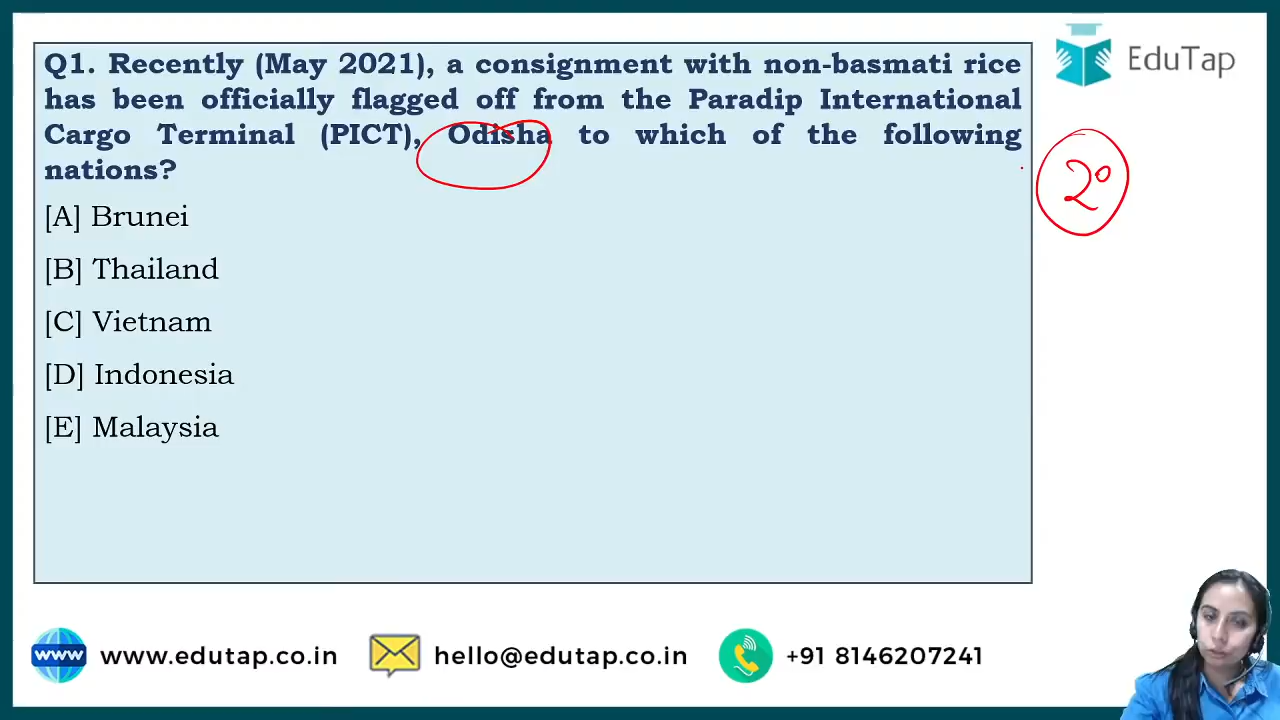 Q1. Recently (May 2021), a consignment with non-basmati rice
has been officially flagged off from the Paradip International
Cargo Terminal (PICT), Odisha to which of the following
nations?
[A] Brunei
[B] Thailand
[C] Vietnam
[D] Indonesia
[E] Malaysia
EduTap
2°
www www.edutap.co.in
hello@edutap.co.in
+91 8146207241